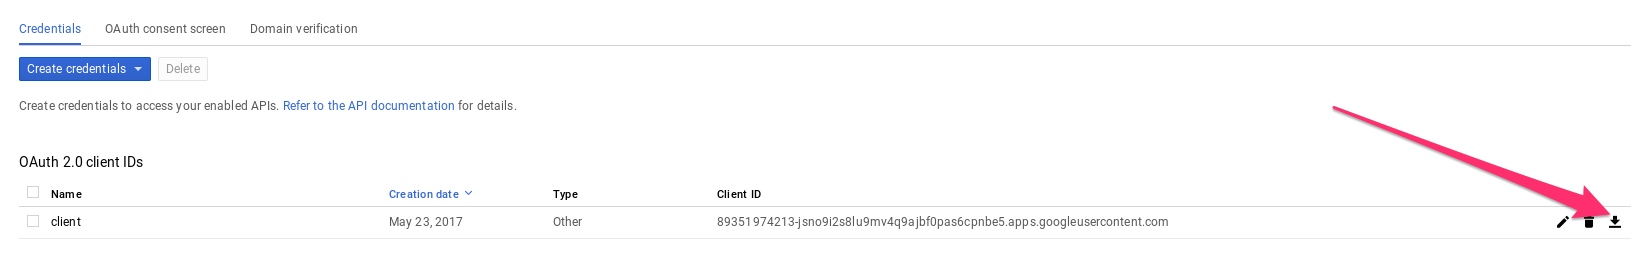 Credentials OAuth consent screen Domain verification
Create credentials Delete
Create credentials to access your enabled APIs. Refer to the API documentation for details.
OAuth 2.0 client IDs
Name Creation date Type Client ID
client May 23, 2017 Other 89351974213-jsno9i2s8lu9mv4q9ajbf0pas6cpnbe5.apps.googleusercontent.com